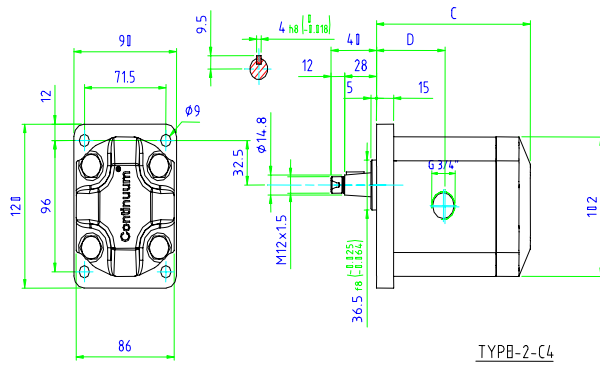 9.5
4 h8 (0 -0.018)
C
90
40
D
71.5
12
28
12
5
15
Ø9
Ø14.8
32.5
G 3/4"
120
96
Continuum®
102
M12x1.5
36.5 f8 (-0.025 -0.064)
86
TYPB-2-C4